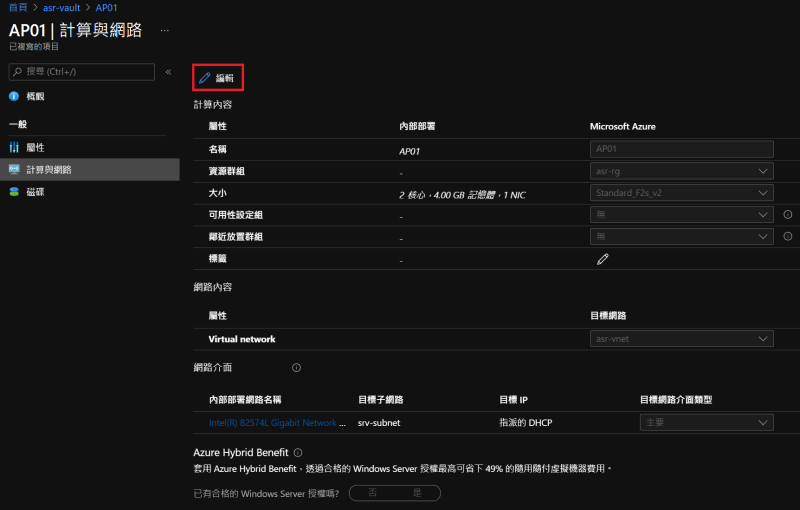 首頁 > asr-vault > AP01
AP01 | 計算與網路 ...
已複寫的項目
搜尋 (Ctrl+/) «
編輯
概觀
一般
屬性
計算與網路
磁碟
計算內容
屬性 內部部署 Microsoft Azure
名稱 AP01 AP01
資源群組 - asr-rg
大小 2 核心，4.00 GB 記憶體，1 NIC Standard_F2s_v2
可用性設定組 - 無
鄰近放置群組 - 無
標籤 -
網路內容
屬性 目標網路
Virtual network asr-vnet
網路介面
內部部署網路名稱 目標子網路 目標 IP 目標網路介面類型
Intel(R) 82574L Gigabit Network ... srv-subnet 指派的 DHCP 主要
Azure Hybrid Benefit
套用 Azure Hybrid Benefit，透過合格的 Windows Server 授權最高可省下 49% 的隨用隨付虛擬機器費用。
已有合格的 Windows Server 授權嗎? 否 是